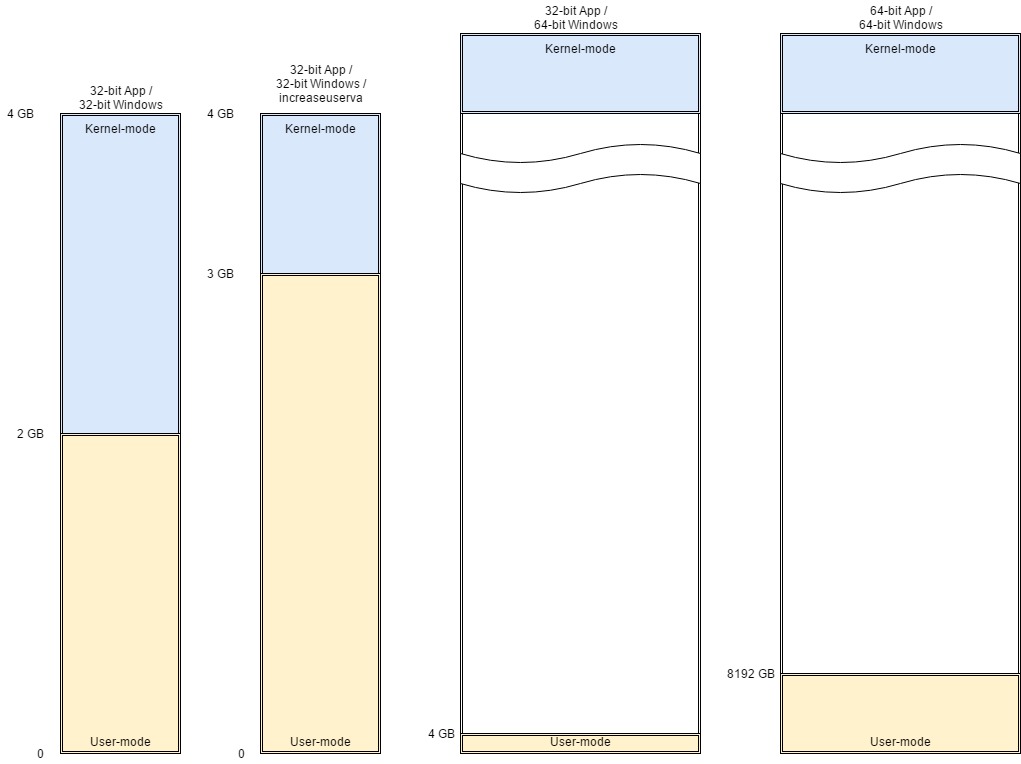 32-bit App /
32-bit Windows
4 GB
Kernel-mode
2 GB
User-mode
0
32-bit App /
32-bit Windows /
increaseuserva
4 GB
Kernel-mode
3 GB
User-mode
0
32-bit App /
64-bit Windows
Kernel-mode
4 GB
User-mode
64-bit App /
64-bit Windows
Kernel-mode
8192 GB
User-mode